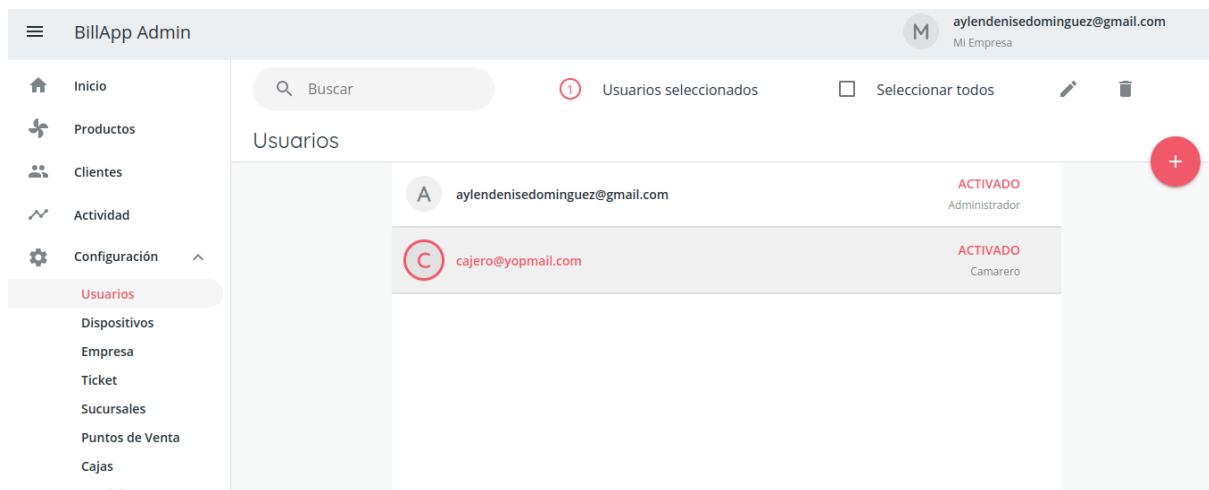 BillApp Admin
M
aylendenisedominguez@gmail.com
Mi Empresa
Inicio
Productos
Clientes
Actividad
Configuración
Usuarios
Dispositivos
Empresa
Ticket
Sucursales
Puntos de Venta
Cajas
Buscar
1 Usuarios seleccionados
Seleccionar todos
Usuarios
+
A aylendenisedominguez@gmail.com ACTIVADO
Administrador
C cajero@yopmail.com ACTIVADO
Camarero